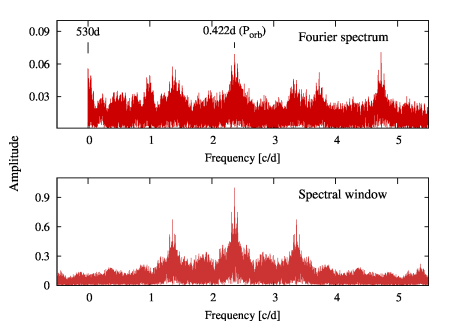 530d
0.422d (Porb)
Fourier spectrum
0.09
0.06
0.03
0 1 2 3 4 5
Frequency [c/d]
Amplitude
Spectral window
0.9
0.6
0.3
0
0 1 2 3 4 5
Frequency [c/d]